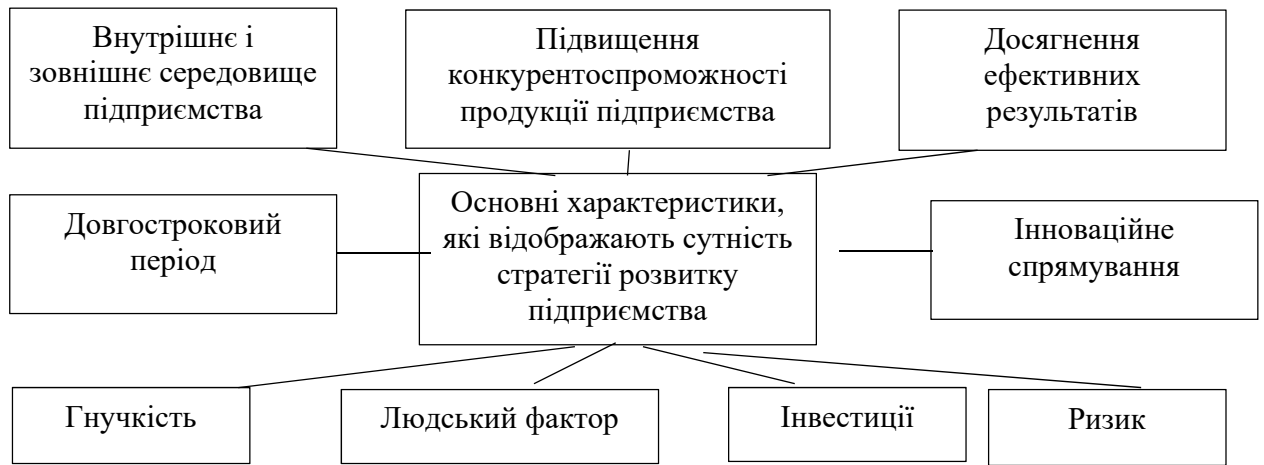 Внутрішнє і
зовнішнє середовище
підприємства
Підвищення
конкурентоспроможності
продукції підприємства
Досягнення
ефективних
результатів
Довгостроковий
період
Основні характеристики,
які відображають сутність
стратегії розвитку
підприємства
Інноваційне
спрямування
Гнучкість
Людський фактор
Інвестиції
Ризик